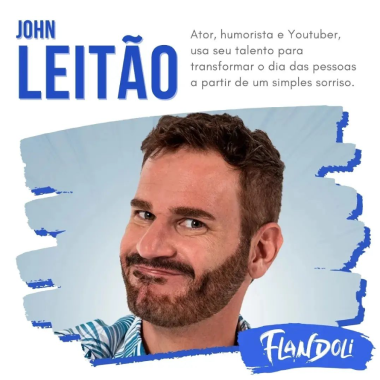 JOHN
LEITÃO
Ator, humorista e Youtuber,
usa seu talento para
transformar o dia das pessoas
a partir de um simples sorriso.
FLANDOLi